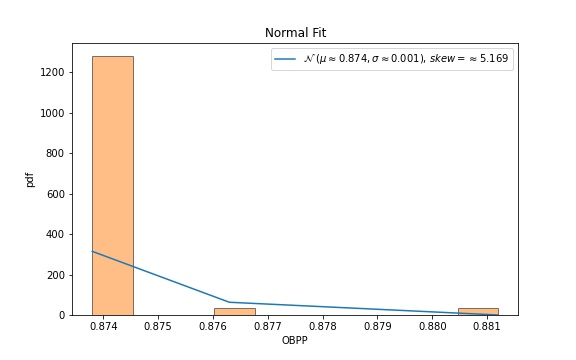 Normal Fit
𝒩(μ ≈ 0.874, σ ≈ 0.001), skew = ≈ 5.169
1200
1000
800
600
400
200
0
pdf
0.874 0.875 0.876 0.877 0.878 0.879 0.880 0.881
OBPP